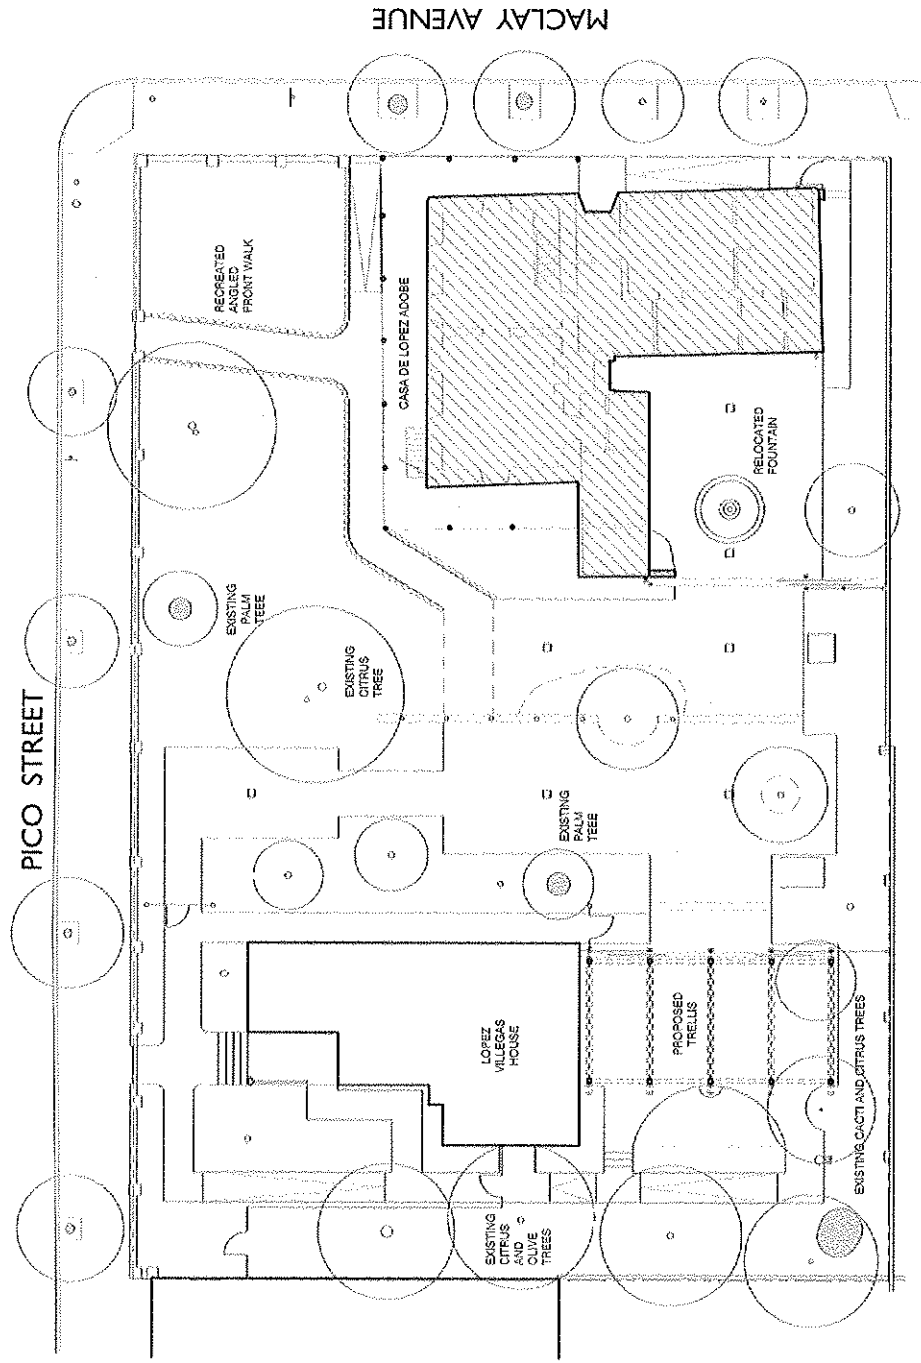 MACLAY AVENUE
PICO STREET
RECREATED
ANGLED
FRONT WALK
CASA DE LOPEZ ADOBE
RELOCATED
FOUNTAIN
EXISTING
PALM
TEEE
EXISTING
CITRUS
TREE
EXISTING
PALM
TEEE
LOPEZ
VILLEGAS
HOUSE
PROPOSED
TRELLIS
EXISTING CACTI AND CITRUS TREES
EXISTING
CITRUS
AND
OLIVE
TREES